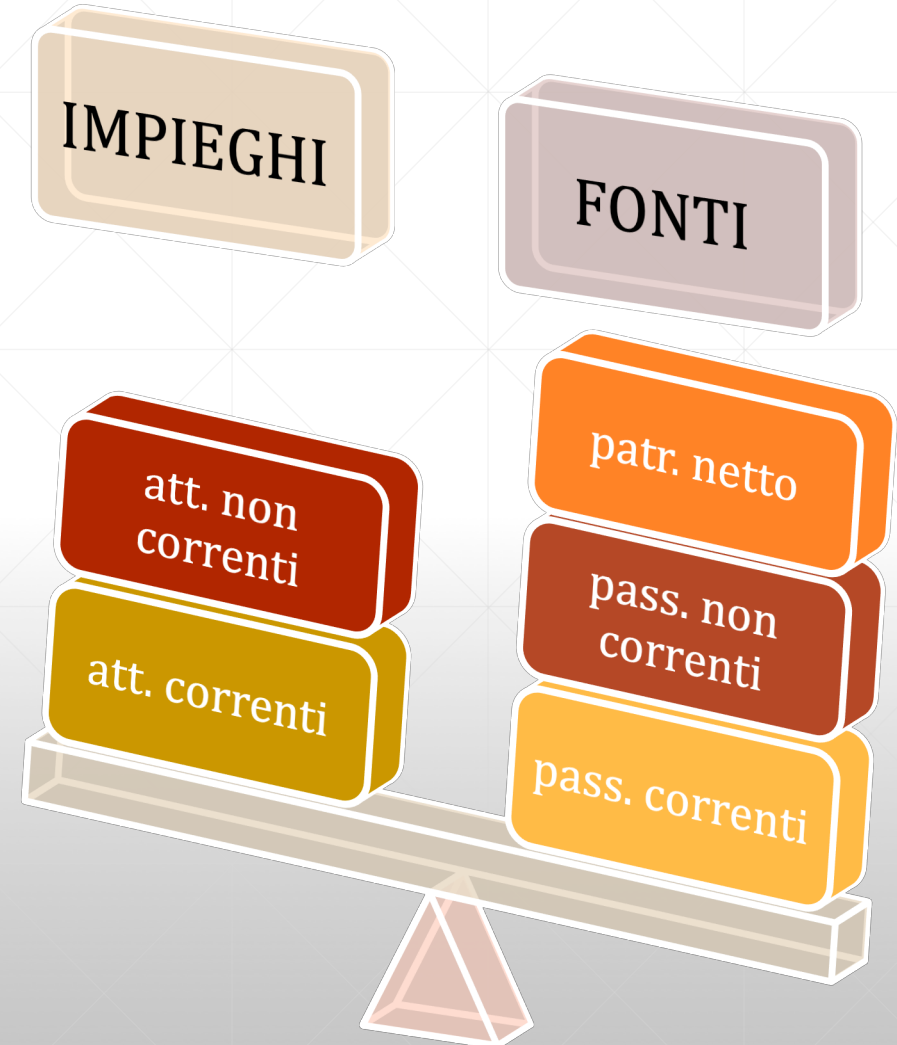 IMPIEGHI
FONTI
att. non
correnti
att. correnti
patr. netto
pass. non
correnti
pass. correnti